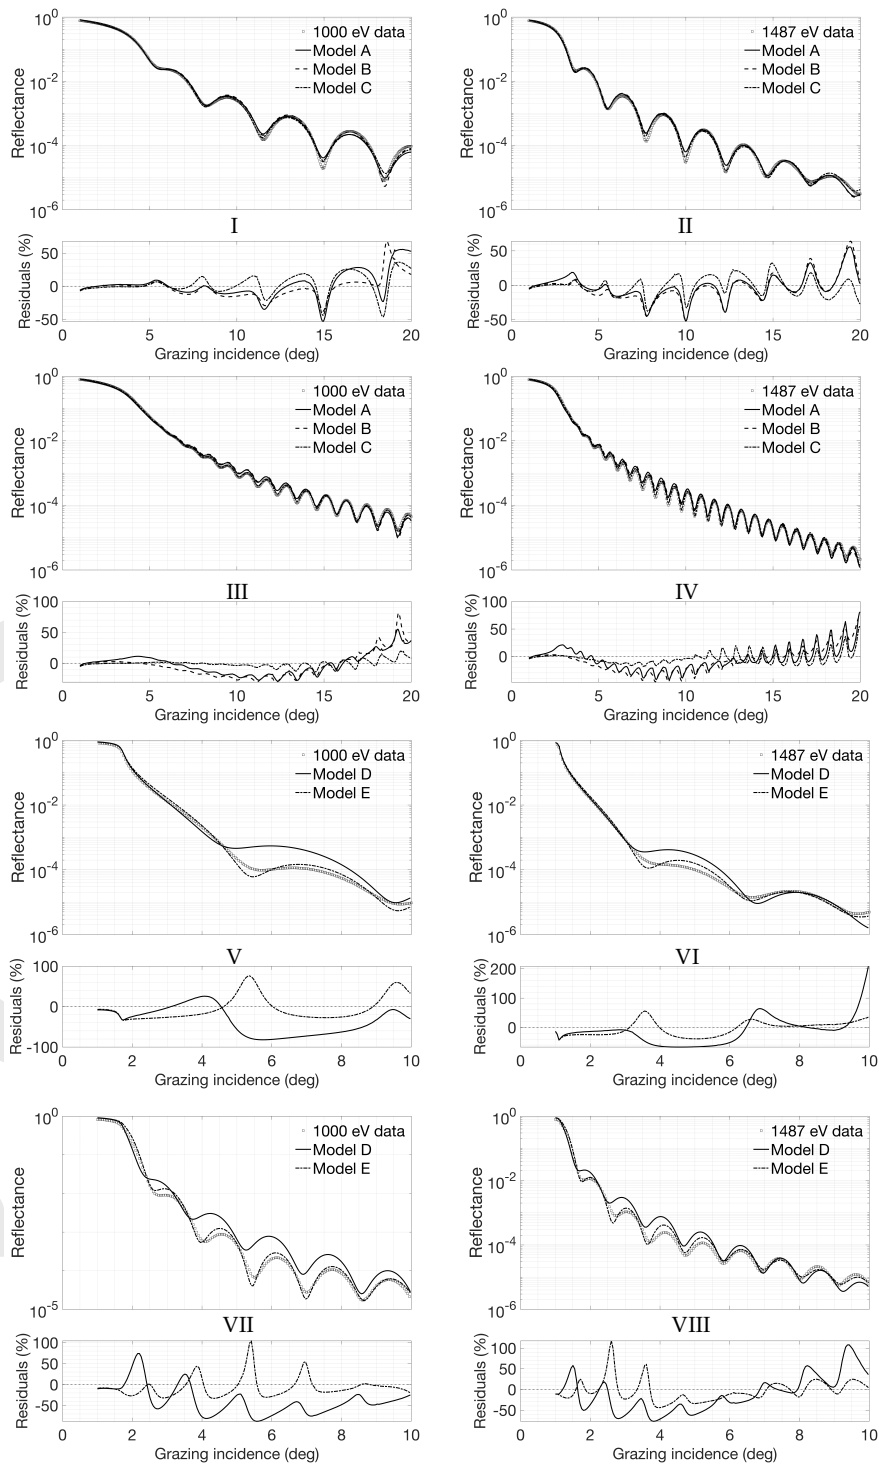 10^0
10^-2
10^-4
10^-6
Reflectance
1000 eV data
Model A
Model B
Model C
I
50
0
-50
Residuals (%)
0 5 10 15 20
Grazing incidence (deg)
10^0
10^-2
10^-4
10^-6
Reflectance
1487 eV data
Model A
Model B
Model C
II
50
0
-50
Residuals (%)
0 5 10 15 20
Grazing incidence (deg)
10^0
10^-2
10^-4
10^-6
Reflectance
1000 eV data
Model A
Model B
Model C
III
100
50
0
Residuals (%)
0 5 10 15 20
Grazing incidence (deg)
10^0
10^-2
10^-4
10^-6
Reflectance
1487 eV data
Model A
Model B
Model C
IV
100
50
0
Residuals (%)
0 5 10 15 20
Grazing incidence (deg)
10^0
10^-2
10^-4
10^-6
Reflectance
1000 eV data
Model D
Model E
V
100
0
-100
Residuals (%)
0 2 4 6 8 10
Grazing incidence (deg)
10^0
10^-2
10^-4
10^-6
Reflectance
1487 eV data
Model D
Model E
VI
200
100
0
Residuals (%)
0 2 4 6 8 10
Grazing incidence (deg)
10^0
10^-5
Reflectance
1000 eV data
Model D
Model E
VII
100
50
0
-50
Residuals (%)
0 2 4 6 8 10
Grazing incidence (deg)
10^0
10^-2
10^-4
10^-6
Reflectance
1487 eV data
Model D
Model E
VIII
100
50
0
-50
Residuals (%)
0 2 4 6 8 10
Grazing incidence (deg)